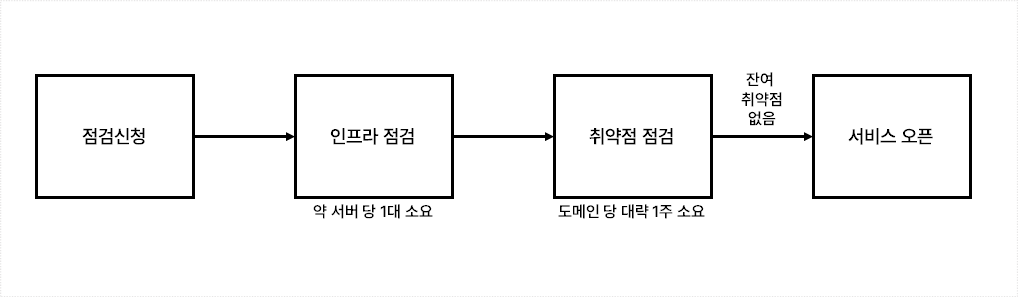 점검신청
인프라 점검
약 서버 당 1대 소요
취약점 점검
도메인 당 대략 1주 소요
잔여
취약점
없음
서비스 오픈